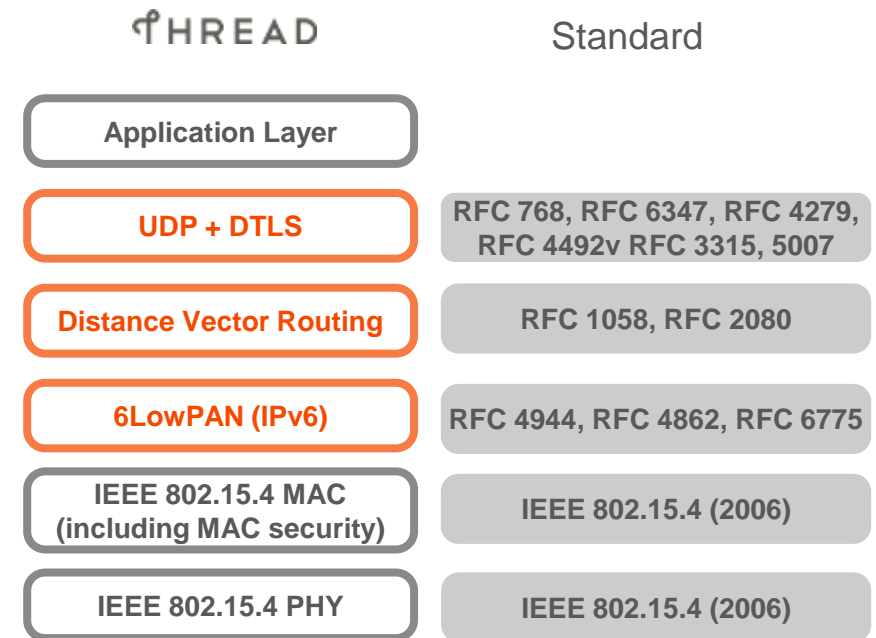 THREAD
Standard
Application Layer
UDP + DTLS
RFC 768, RFC 6347, RFC 4279,
RFC 4492v RFC 3315, 5007
Distance Vector Routing
RFC 1058, RFC 2080
6LowPAN (IPv6)
RFC 4944, RFC 4862, RFC 6775
IEEE 802.15.4 MAC
(including MAC security)
IEEE 802.15.4 (2006)
IEEE 802.15.4 PHY
IEEE 802.15.4 (2006)